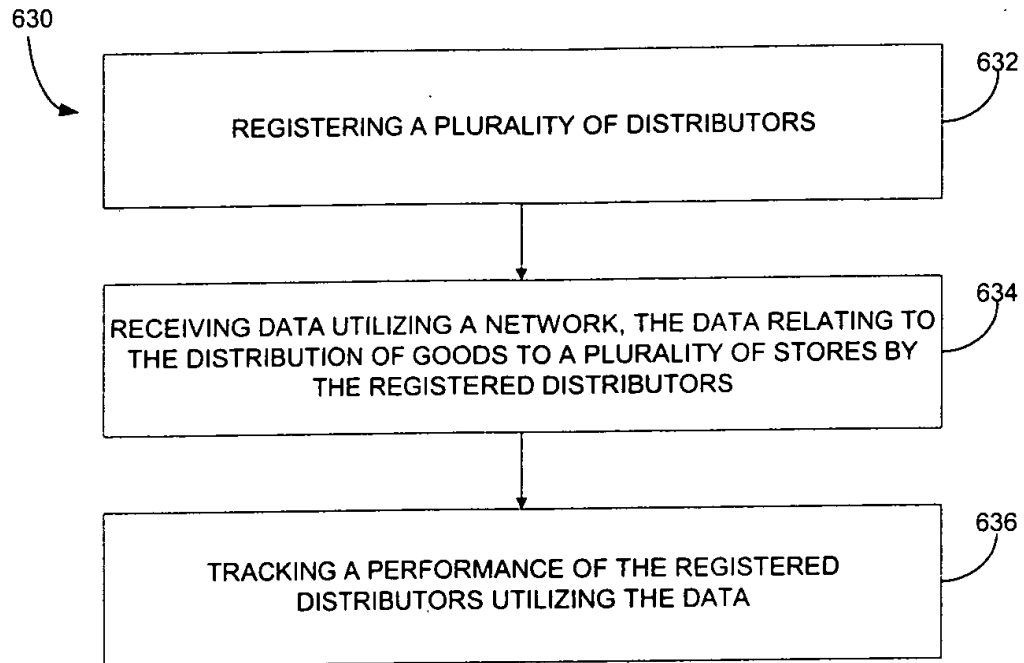 630
632
REGISTERING A PLURALITY OF DISTRIBUTORS
634
RECEIVING DATA UTILIZING A NETWORK, THE DATA RELATING TO
THE DISTRIBUTION OF GOODS TO A PLURALITY OF STORES BY
THE REGISTERED DISTRIBUTORS
636
TRACKING A PERFORMANCE OF THE REGISTERED
DISTRIBUTORS UTILIZING THE DATA